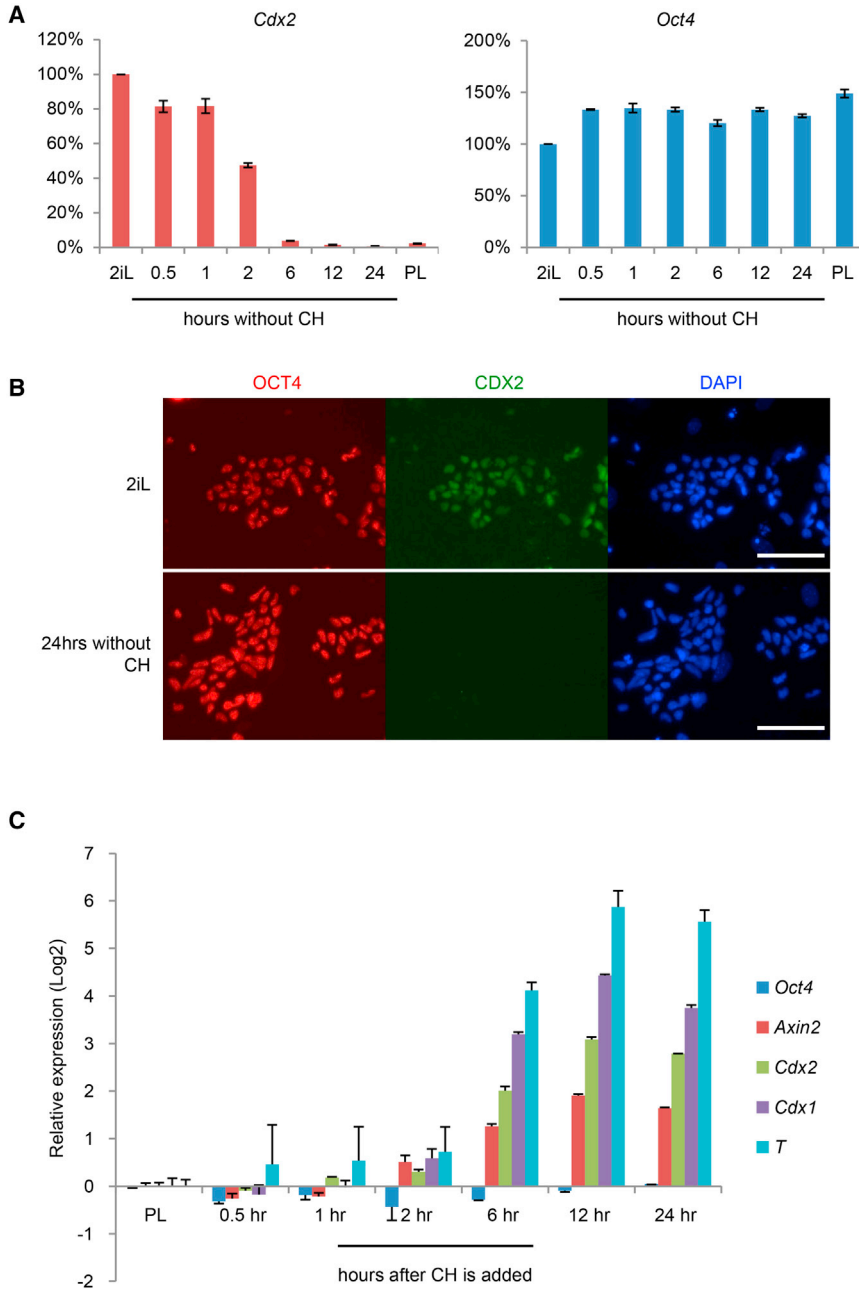 A
Cdx2
Oct4
120%
100%
80%
60%
40%
20%
0%
2iL 0.5 1 2 6 12 24 PL
hours without CH
200%
150%
100%
50%
0%
2iL 0.5 1 2 6 12 24 PL
hours without CH
B
OCT4 CDX2 DAPI
2iL
24hrs without
CH
C
Relative expression (Log2)
7
6
5
4
3
2
1
0
-1
-2
PL 0.5 hr 1 hr 2 hr 6 hr 12 hr 24 hr
hours after CH is added
Oct4
Axin2
Cdx2
Cdx1
T